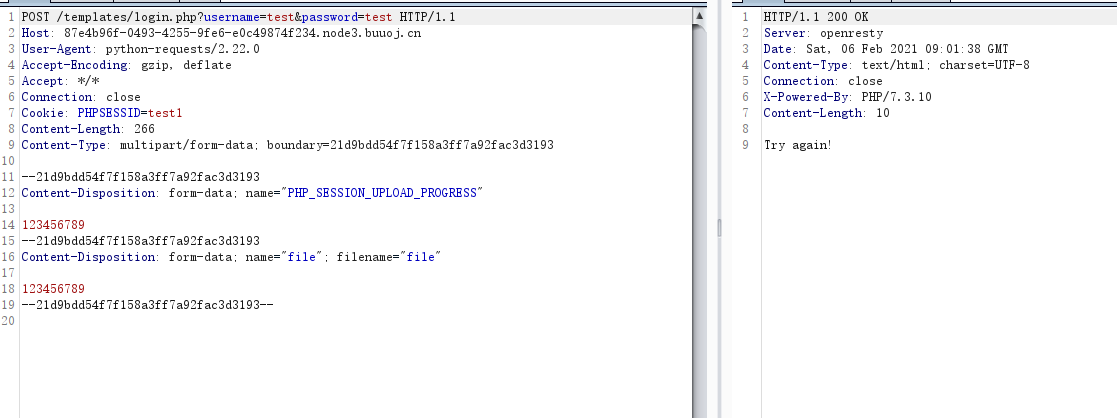 1 POST /templates/login.php?username=test&password=test HTTP/1.1
2 Host: 87e4b96f-0493-4255-9fe6-e0c49874f234.node3.buuoj.cn
3 User-Agent: python-requests/2.22.0
4 Accept-Encoding: gzip, deflate
5 Accept: */*
6 Connection: close
7 Cookie: PHPSESSID=test1
8 Content-Length: 266
9 Content-Type: multipart/form-data; boundary=21d9bdd54f7f158a3ff7a92fac3d3193
10
11 --21d9bdd54f7f158a3ff7a92fac3d3193
12 Content-Disposition: form-data; name="PHP_SESSION_UPLOAD_PROGRESS"
13
14 123456789
15 --21d9bdd54f7f158a3ff7a92fac3d3193
16 Content-Disposition: form-data; name="file"; filename="file"
17
18 123456789
19 --21d9bdd54f7f158a3ff7a92fac3d3193--
20
1 HTTP/1.1 200 OK
2 Server: openresty
3 Date: Sat, 06 Feb 2021 09:01:38 GMT
4 Content-Type: text/html; charset=UTF-8
5 Connection: close
6 X-Powered-By: PHP/7.3.10
7 Content-Length: 10
8
9 Try again!